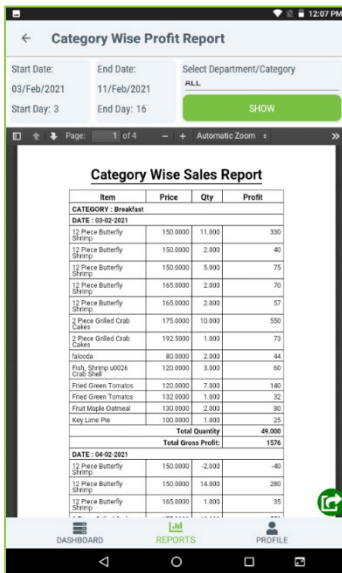 12:07 PM
← Category Wise Profit Report
Start Date: End Date: Select Department/Category
03/Feb/2021 11/Feb/2021 ALL
Start Day: 3 End Day: 16 SHOW
Page: 1 of 4 − + Automatic Zoom
Category Wise Sales Report
Item Price Qty Profit
CATEGORY : Breakfast
DATE : 03-02-2021
12 Piece Butterfly
Shrimp 150.0000 11.000 330
12 Piece Butterfly
Shrimp 150.0000 2.000 40
12 Piece Butterfly
Shrimp 150.0000 5.000 75
12 Piece Butterfly
Shrimp 165.0000 2.000 70
12 Piece Butterfly
Shrimp 165.0000 2.000 57
2 Piece Grilled Crab
Cakes 175.0000 10.000 550
2 Piece Grilled Crab
Cakes 192.5000 1.000 73
falooda 80.0000 2.000 44
Fish, Shrimp u0026
Crab Shell 120.0000 3.000 60
Fried Green Tomatos 120.0000 7.000 140
Fried Green Tomatos 132.0000 1.000 32
Fruit Maple Oatmeal 130.0000 2.000 80
Key Lime Pie 100.0000 1.000 25
Total Quantity 49.000
Total Gross Profit: 1576
DATE : 04-02-2021
12 Piece Butterfly
Shrimp 150.0000 -2.000 -40
12 Piece Butterfly
Shrimp 150.0000 14.000 280
12 Piece Butterfly
Shrimp 165.0000 1.000 35
DASHBOARD REPORTS PROFILE